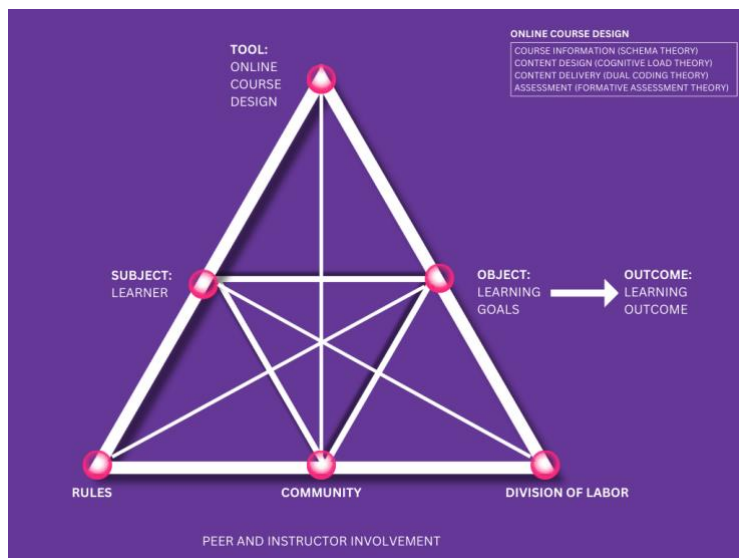 TOOL:
ONLINE
COURSE
DESIGN
ONLINE COURSE DESIGN
COURSE INFORMATION (SCHEMA THEORY)
CONTENT DESIGN (COGNITIVE LOAD THEORY)
CONTENT DELIVERY (DUAL CODING THEORY)
ASSESSMENT (FORMATIVE ASSESSMENT THEORY)
SUBJECT:
LEARNER
OBJECT:
LEARNING
GOALS
OUTCOME:
LEARNING
OUTCOME
RULES
COMMUNITY
DIVISION OF LABOR
PEER AND INSTRUCTOR INVOLVEMENT